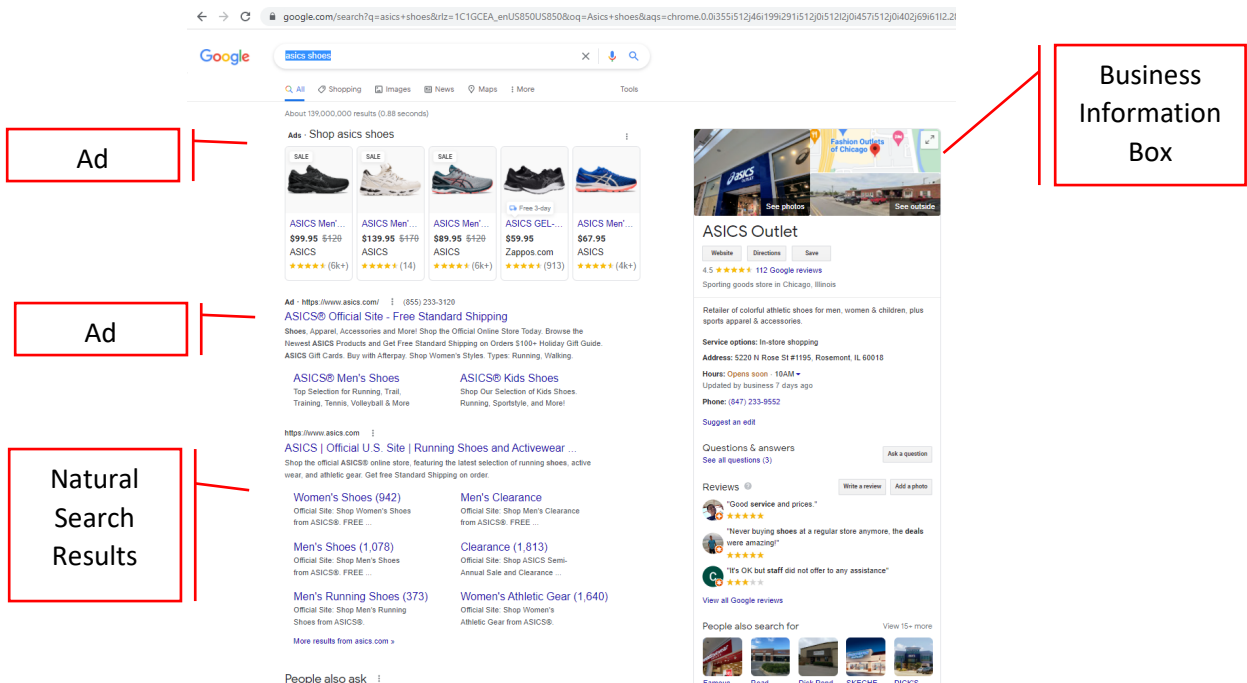 google.com/search?q=asics+shoes&rlz=1C1GCEA_enUS850US850&oq=Asics+shoes&aqs=chrome.0.0i355i512j46i199i291i512j0i512l2j0i457i512j0i402j69i61l2.2
Google
asics shoes
All Shopping Images News Maps More Tools
About 139,000,000 results (0.88 seconds)
Ad
Ads · Shop asics shoes
SALE SALE SALE
Free 3-day
ASICS Men'... ASICS Men'... ASICS Men'... ASICS GEL-... ASICS Men'...
$99.95 $120 $139.95 $170 $89.95 $120 $59.95 $67.95
ASICS ASICS ASICS Zappos.com ASICS
(6k+) (14) (6k+) (913) (4k+)
Ad
Ad · https://www.asics.com/ (855) 233-3120
ASICS® Official Site - Free Standard Shipping
Shoes, Apparel, Accessories and More! Shop the Official Online Store Today. Browse the
Newest ASICS Products and Get Free Standard Shipping on Orders $100+ Holiday Gift Guide.
ASICS Gift Cards. Buy with Afterpay. Shop Women's Styles. Types: Running, Walking.
ASICS® Men's Shoes
Top Selection for Running, Trail,
Training, Tennis, Volleyball & More
ASICS® Kids Shoes
Shop Our Selection of Kids Shoes.
Running, Sportstyle, and More!
Natural
Search
Results
https://www.asics.com
ASICS | Official U.S. Site | Running Shoes and Activewear ...
Shop the official ASICS® online store, featuring the latest selection of running shoes, active
wear, and athletic gear. Get free Standard Shipping on order.
Women's Shoes (942)
Official Site: Shop Women's Shoes
from ASICS®. FREE ...
Men's Clearance
Official Site: Shop Men's Clearance
from ASICS®. FREE ...
Men's Shoes (1,078)
Official Site: Shop Men's Shoes
from ASICS®. FREE ...
Clearance (1,813)
Official Site: Shop ASICS Semi-
Annual Sale and Clearance ...
Men's Running Shoes (373)
Official Site: Shop Men's Running
Shoes from ASICS®.
Women's Athletic Gear (1,640)
Official Site: Shop Women's
Athletic Gear from ASICS®.
More results from asics.com »
People also ask
Business
Information
Box
asics
OUTLET
Fashion Outlets
of Chicago
See photos
See outside
ASICS Outlet
Website Directions Save
4.5 112 Google reviews
Sporting goods store in Chicago, Illinois
Retailer of colorful athletic shoes for men, women & children, plus
sports apparel & accessories.
Service options: In-store shopping
Address: 5220 N Rose St #1195, Rosemont, IL 60018
Hours: Opens soon · 10AM
Updated by business 7 days ago
Phone: (847) 233-9552
Suggest an edit
Questions & answers
See all questions (3)
Ask a question
Reviews
Write a review Add a photo
"Good service and prices."
"Never buying shoes at a regular store anymore, the deals
were amazing!"
C
"It's OK but staff did not offer to any assistance"
View all Google reviews
People also search for View 15+ more
Famous Road Dick Pond SKECHE